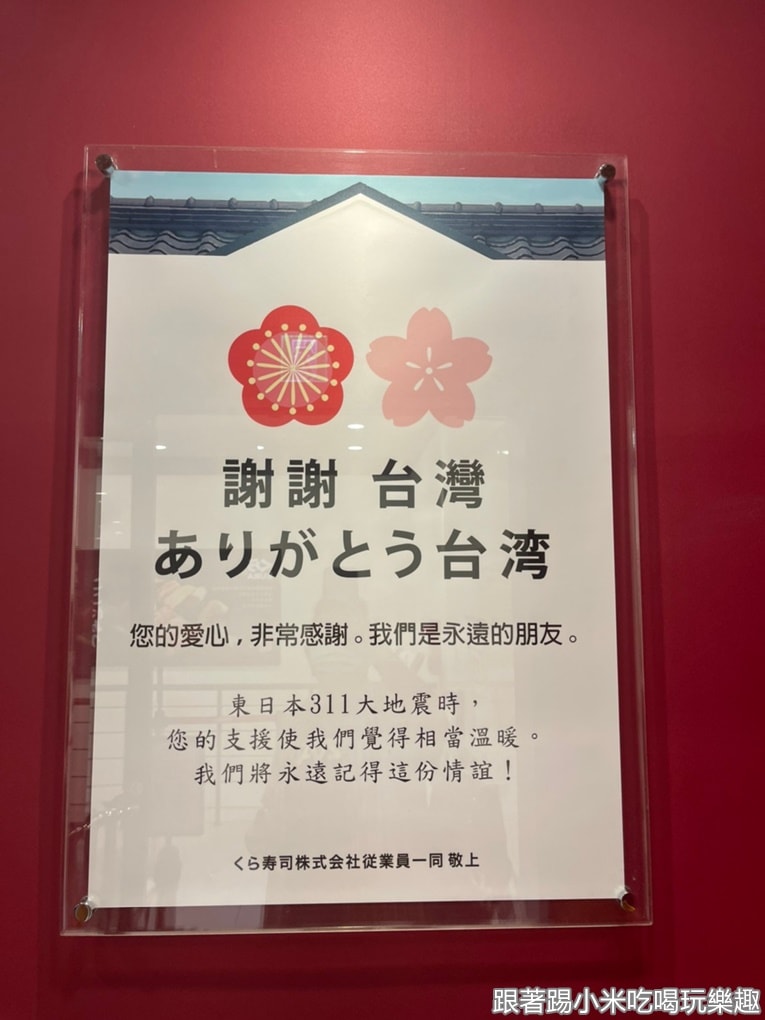 謝謝 台灣
ありがとう台湾
您的愛心，非常感謝。我們是永遠的朋友。
東日本311大地震時，
您的支援使我們覺得相當溫暖。
我們將永遠記得這份情誼！
くら寿司株式会社従業員一同 敬上
跟著踢小米吃喝玩樂趣